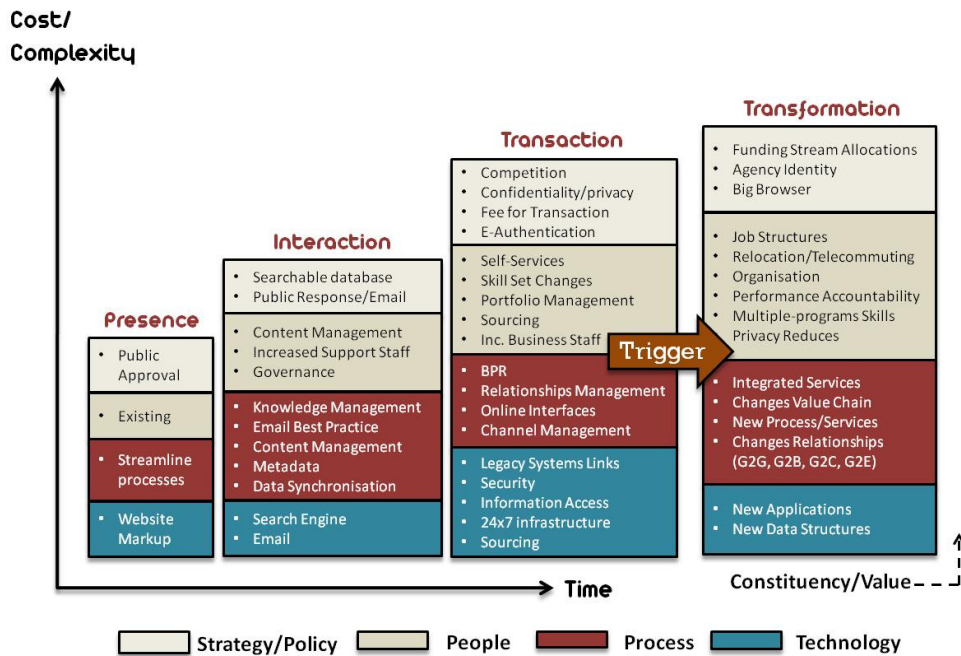 Cost/
Complexity
Presence
• Public
Approval
• Existing
▪ Streamline
processes
▪ Website
Markup
Interaction
• Searchable database
• Public Response/Email
• Content Management
• Increased Support Staff
• Governance
▪ Knowledge Management
▪ Email Best Practice
▪ Content Management
▪ Metadata
▪ Data Synchronisation
▪ Search Engine
▪ Email
Transaction
• Competition
• Confidentiality/privacy
• Fee for Transaction
• E-Authentication
• Self-Services
• Skill Set Changes
• Portfolio Management
• Sourcing
• Inc. Business Staff
▪ BPR
▪ Relationships Management
▪ Online Interfaces
▪ Channel Management
▪ Legacy Systems Links
▪ Security
▪ Information Access
▪ 24x7 infrastructure
▪ Sourcing
Trigger
Transformation
• Funding Stream Allocations
• Agency Identity
• Big Browser
• Job Structures
• Relocation/Telecommuting
• Organisation
• Performance Accountability
• Multiple-programs Skills
Privacy Reduces
▪ Integrated Services
▪ Changes Value Chain
▪ New Process/Services
▪ Changes Relationships
(G2G, G2B, G2C, G2E)
▪ New Applications
▪ New Data Structures
Time
Constituency/Value
Strategy/Policy
People
Process
Technology